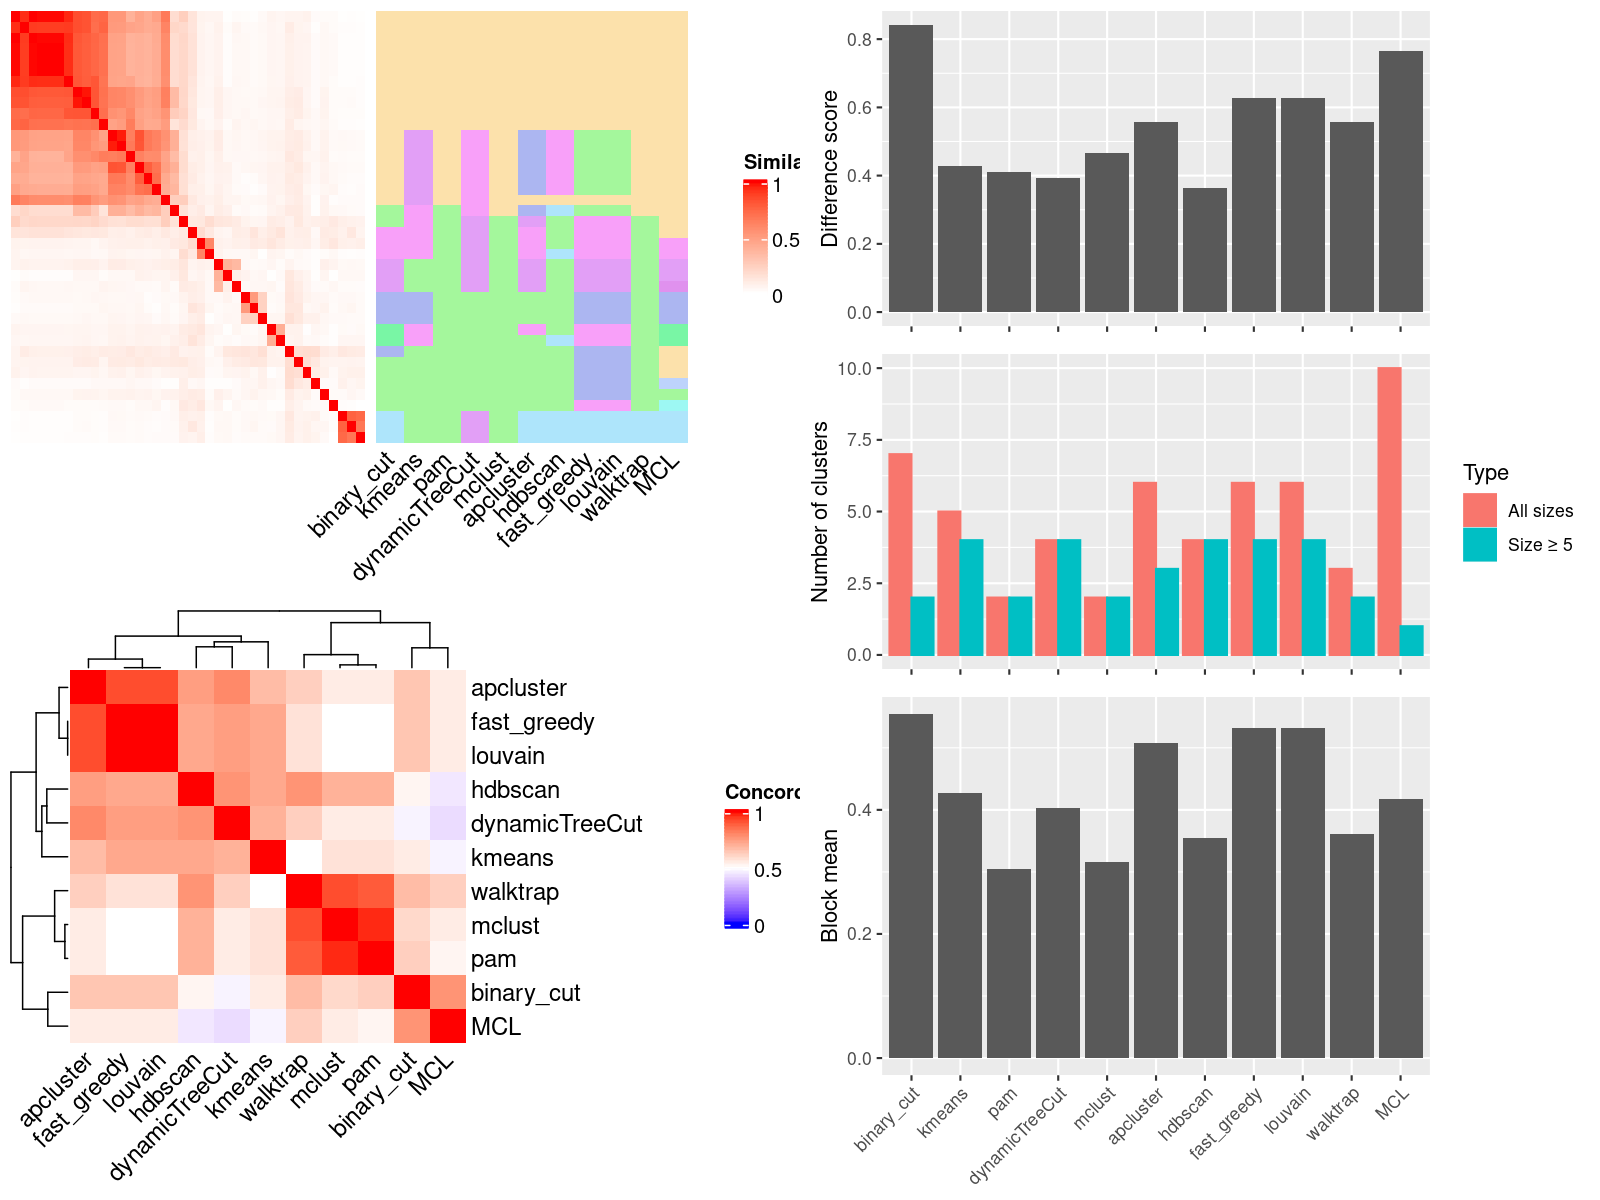 Simila
1
0.5
0
binary_cut
kmeans
pam
dynamicTreeCut
mclust
apcluster
hdbscan
fast_greedy
louvain
walktrap
MCL
apcluster
fast_greedy
louvain
hdbscan
dynamicTreeCut
kmeans
walktrap
mclust
pam
binary_cut
MCL
Concord
1
0.5
0
apcluster
fast_greedy
louvain
hdbscan
dynamicTreeCut
kmeans
walktrap
mclust
pam
binary_cut
MCL
Difference score
0.8
0.6
0.4
0.2
0.0
Number of clusters
10.0
7.5
5.0
2.5
0.0
Type
All sizes
Size ≥ 5
Block mean
0.4
0.2
0.0
binary_cut
kmeans
pam
dynamicTreeCut
mclust
apcluster
hdbscan
fast_greedy
louvain
walktrap
MCL